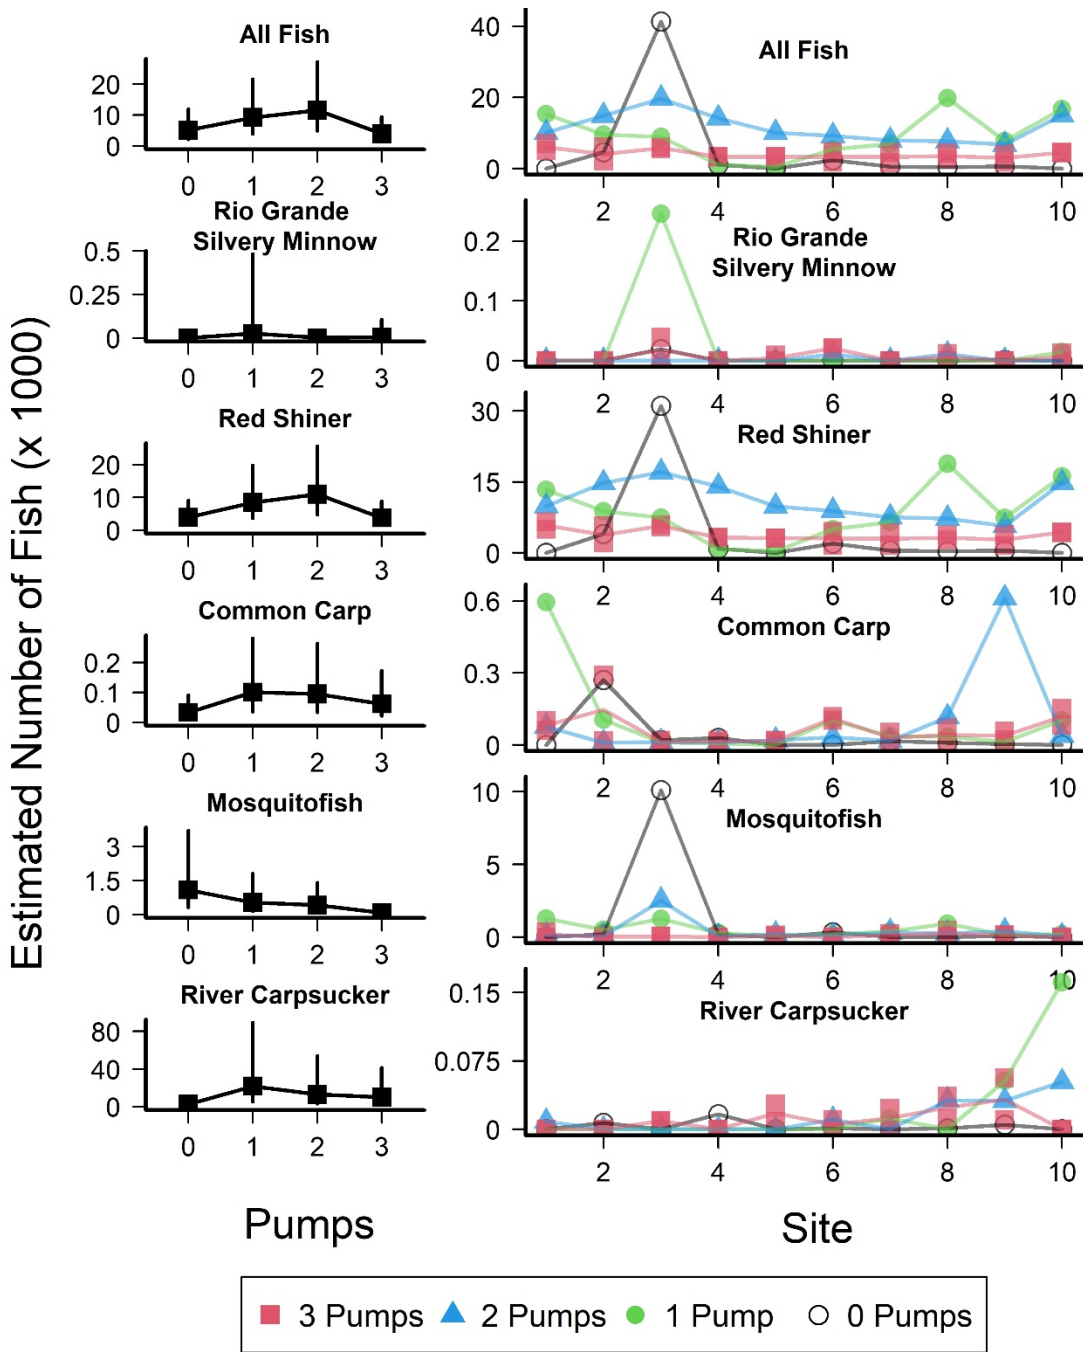 Estimated Number of Fish (x 1000)
All Fish
20
10
0
0 1 2 3
Rio Grande
Silvery Minnow
0.5
0.25
0
0 1 2 3
Red Shiner
20
10
0
0 1 2 3
Common Carp
0.2
0.1
0
0 1 2 3
Mosquitofish
3
1.5
0
0 1 2 3
River Carpsucker
80
40
0
0 1 2 3
Pumps
All Fish
40
20
0
2 4 6 8 10
Rio Grande
Silvery Minnow
0.2
0.1
0
2 4 6 8 10
Red Shiner
30
15
0
2 4 6 8 10
Common Carp
0.6
0.3
0
2 4 6 8 10
Mosquitofish
10
5
0
2 4 6 8 10
River Carpsucker
0.15
0.075
0
2 4 6 8 10
Site
3 Pumps 2 Pumps 1 Pump 0 Pumps